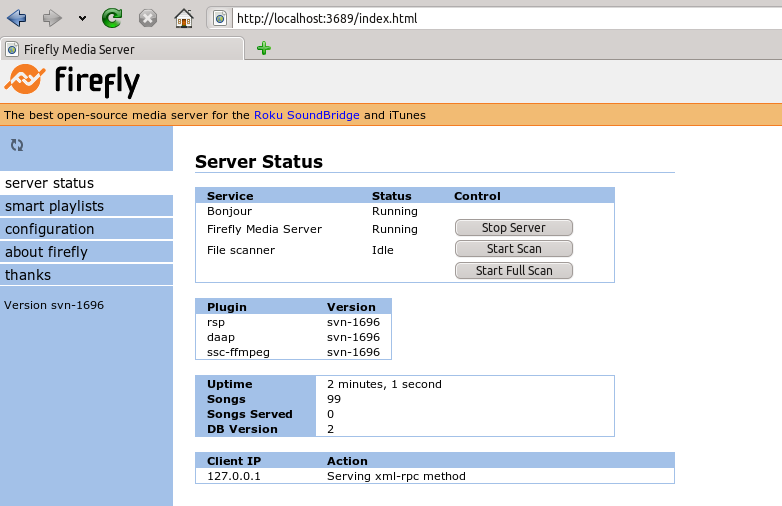 http://localhost:3689/index.html
Firefly Media Server
firefly
The best open-source media server for the Roku SoundBridge and iTunes
server status
smart playlists
configuration
about firefly
thanks
Version svn-1696
Server Status
Service Status Control
Bonjour Running
Firefly Media Server Running Stop Server
File scanner Idle Start Scan
Start Full Scan
Plugin Version
rsp svn-1696
daap svn-1696
ssc-ffmpeg svn-1696
Uptime 2 minutes, 1 second
Songs 99
Songs Served 0
DB Version 2
Client IP Action
127.0.0.1 Serving xml-rpc method